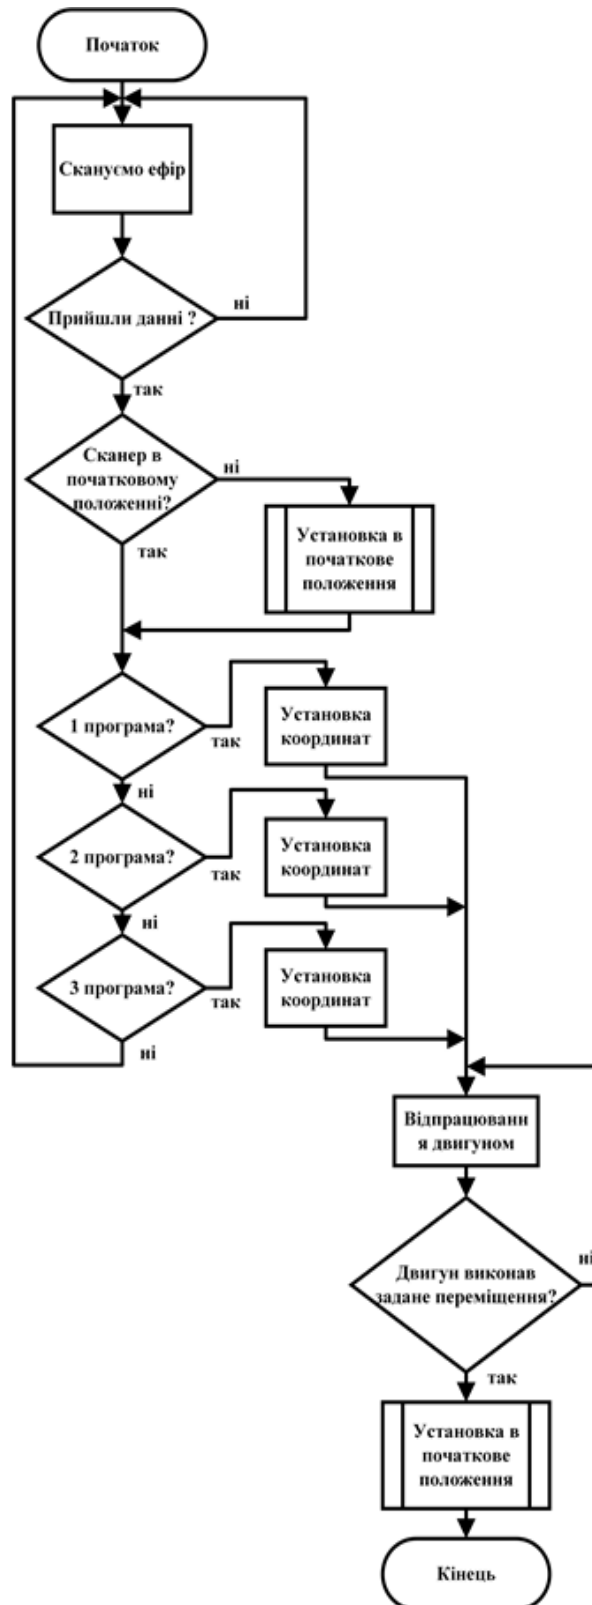 Початок
Скануємо ефір
Прийшли данні ?
ні
так
Сканер в
початковому
положенні?
ні
так
Установка в
початкове
положення
1 програма?
так
ні
Установка
координат
2 програма?
так
ні
Установка
координат
3 програма?
так
ні
Установка
координат
Відпрацюванн
я двигуном
Двигун виконав
задане переміщення?
ні
так
Установка в
початкове
положення
Кінець